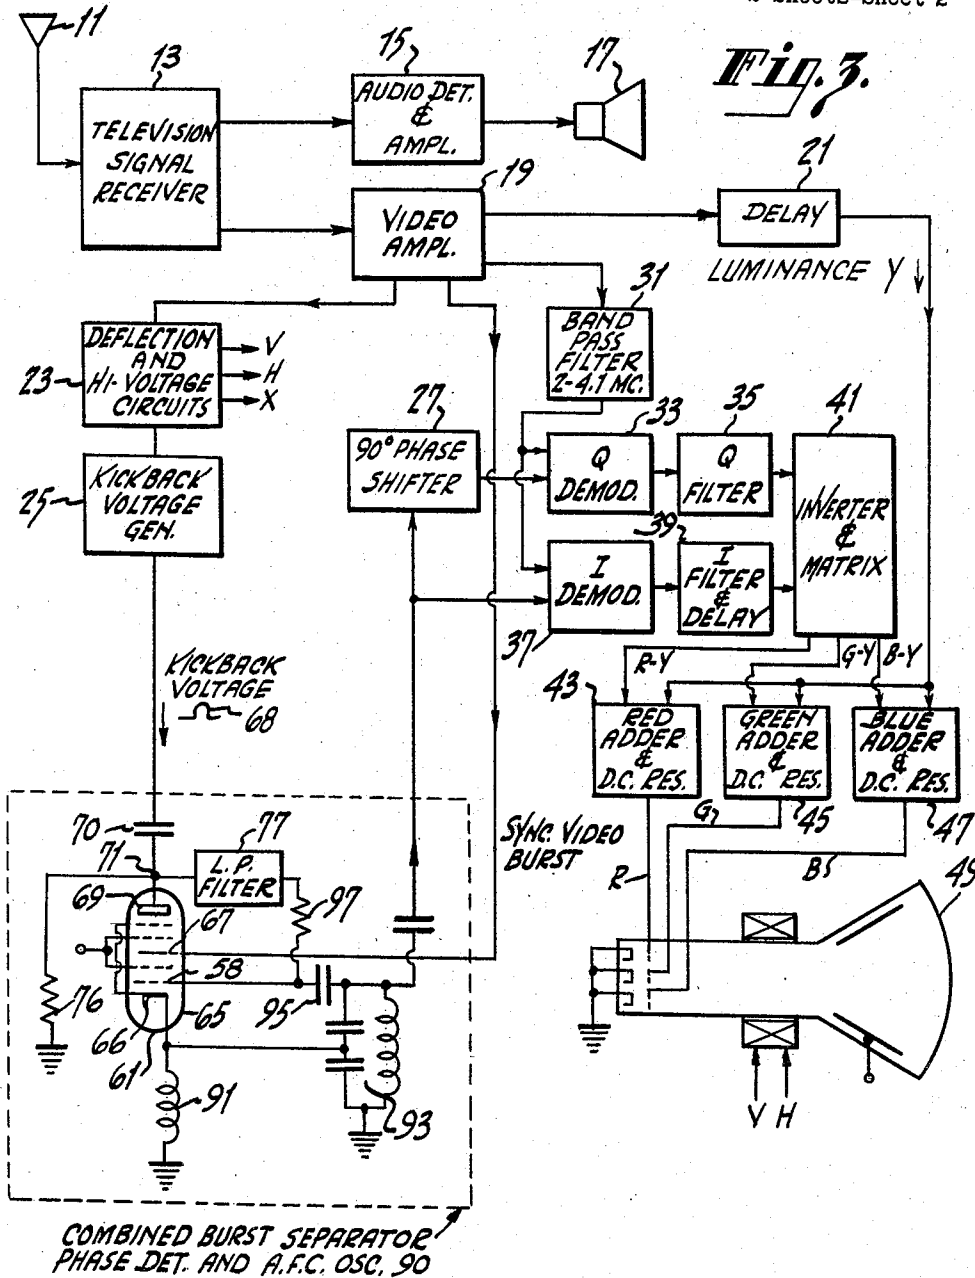 Fig. 3.
11
13
TELEVISION
SIGNAL
RECEIVER
15
AUDIO DET.
&
AMPL.
17
19
VIDEO
AMPL.
21
DELAY
LUMINANCE Y
23
DEFLECTION
AND
HI-VOLTAGE
CIRCUITS
V
H
X
25
KICKBACK
VOLTAGE
GEN.
27
90° PHASE
SHIFTER
31
BAND
PASS
FILTER
2-4.1 MC.
33
Q
DEMOD.
35
Q
FILTER
37
I
DEMOD.
39
I
FILTER
&
DELAY
41
INVERTER
&
MATRIX
R-Y
G-Y
B-Y
43
RED
ADDER
&
D.C. RES.
GREEN
ADDER
&
D.C. RES.
45
BLUE
ADDER
&
D.C. RES.
47
KICKBACK
VOLTAGE
68
SYNC. VIDEO
BURST
R
G
B
49
V H
70
71
77
L.P.
FILTER
69
67
97
58
76
66
61
65
95
91
93
COMBINED BURST SEPARATOR
PHASE DET. AND A.F.C. OSC. 90